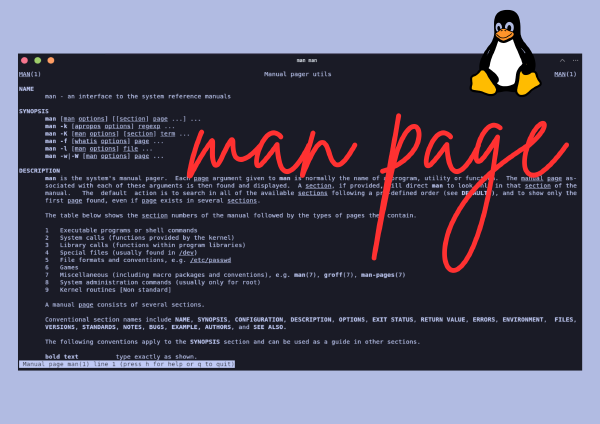 man man
MAN(1) Manual pager utils MAN(1)
NAME
man - an interface to the system reference manuals
SYNOPSIS
man [man options] [[section] page ...] ...
man -k [apropos options] regexp ...
man -K [man options] [section] term ...
man -f [whatis options] page ...
man -l [man options] file ...
man -w|-W [man options] page ...
man page
DESCRIPTION
man is the system's manual pager. Each page argument given to man is normally the name of a program, utility or function. The manual page as-
sociated with each of these arguments is then found and displayed. A section, if provided, will direct man to look only in that section of the
manual. The default action is to search in all of the available sections following a pre-defined order (see DEFAULTS), and to show only the
first page found, even if page exists in several sections.
The table below shows the section numbers of the manual followed by the types of pages they contain.
1 Executable programs or shell commands
2 System calls (functions provided by the kernel)
3 Library calls (functions within program libraries)
4 Special files (usually found in /dev)
5 File formats and conventions, e.g. /etc/passwd
6 Games
7 Miscellaneous (including macro packages and conventions), e.g. man(7), groff(7), man-pages(7)
8 System administration commands (usually only for root)
9 Kernel routines [Non standard]
A manual page consists of several sections.
Conventional section names include NAME, SYNOPSIS, CONFIGURATION, DESCRIPTION, OPTIONS, EXIT STATUS, RETURN VALUE, ERRORS, ENVIRONMENT, FILES,
VERSIONS, STANDARDS, NOTES, BUGS, EXAMPLE, AUTHORS, and SEE ALSO.
The following conventions apply to the SYNOPSIS section and can be used as a guide in other sections.
bold text type exactly as shown.
Manual page man(1) line 1 (press h for help or q to quit)